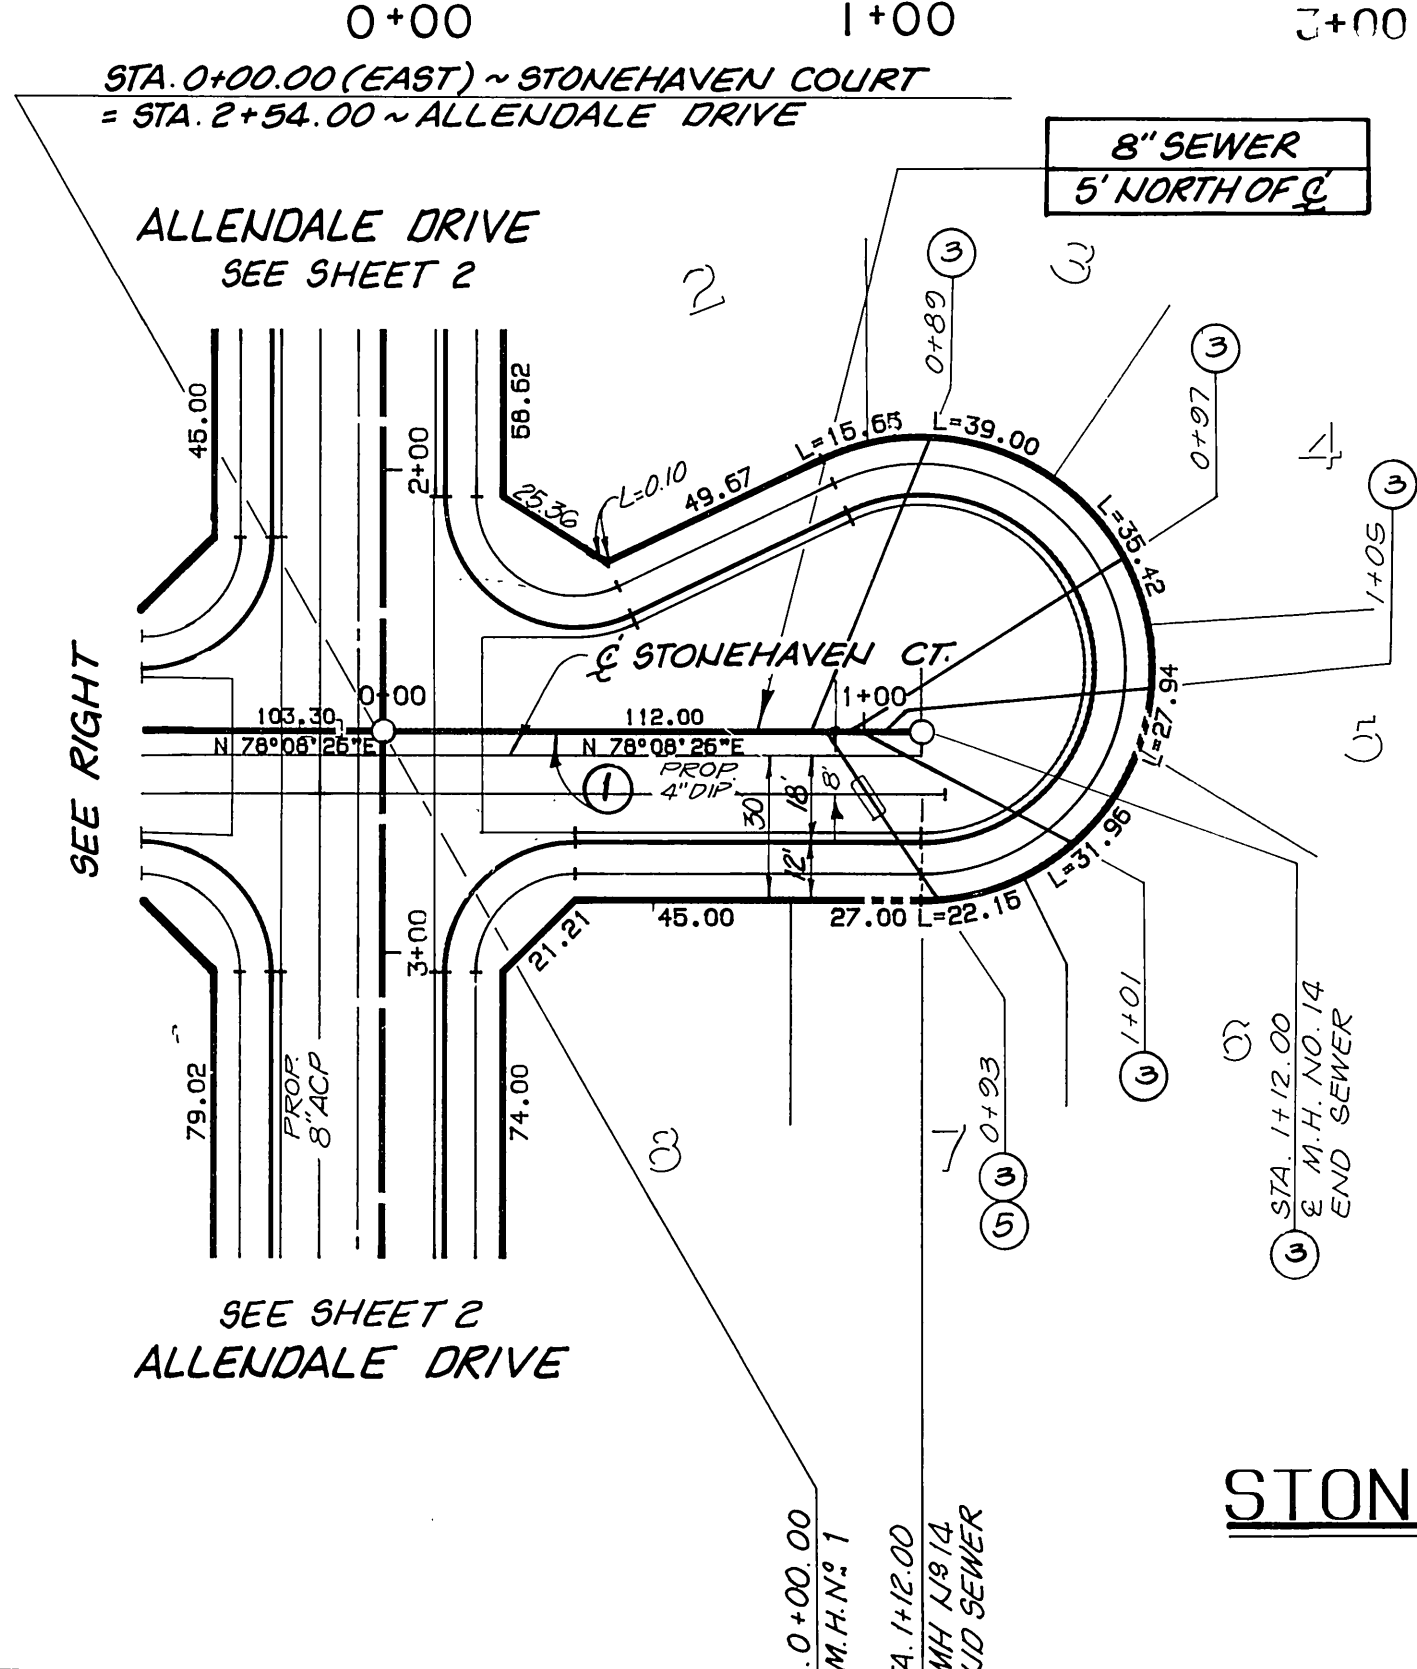 0+00
1+00
STA. 0+00.00 (EAST) ~ STONEHAVEN COURT
= STA. 2+54.00 ~ ALLENDALE DRIVE
8" SEWER
5' NORTH OF ℄
ALLENDALE DRIVE
SEE SHEET 2
2
3
3
0+89
3
0+97
4
3
1+05
45.00
58.62
2+00
25.36
L=0.10
49.67
L=15.65
L=39.00
L=35.42
L=27.94
5
SEE RIGHT
℄ STONEHAVEN CT.
0+00
1+00
103.30
N 78°08'26"E
112.00
N 78°08'26"E
1
PROP.
4" DIP
30
18'
8'
12'
L=31.96
L=22.15
27.00
45.00
21.21
3+00
79.02
PROP.
8" ACP
74.00
8
7
0+93
3
5
1+01
3
6
STA. 1+12.00
℄ M.H. NO. 14
END SEWER
3
SEE SHEET 2
ALLENDALE DRIVE
STON
.0+00.00
M.H. Nº 1
A. 1+12.00
MH Nº 14
ND SEWER